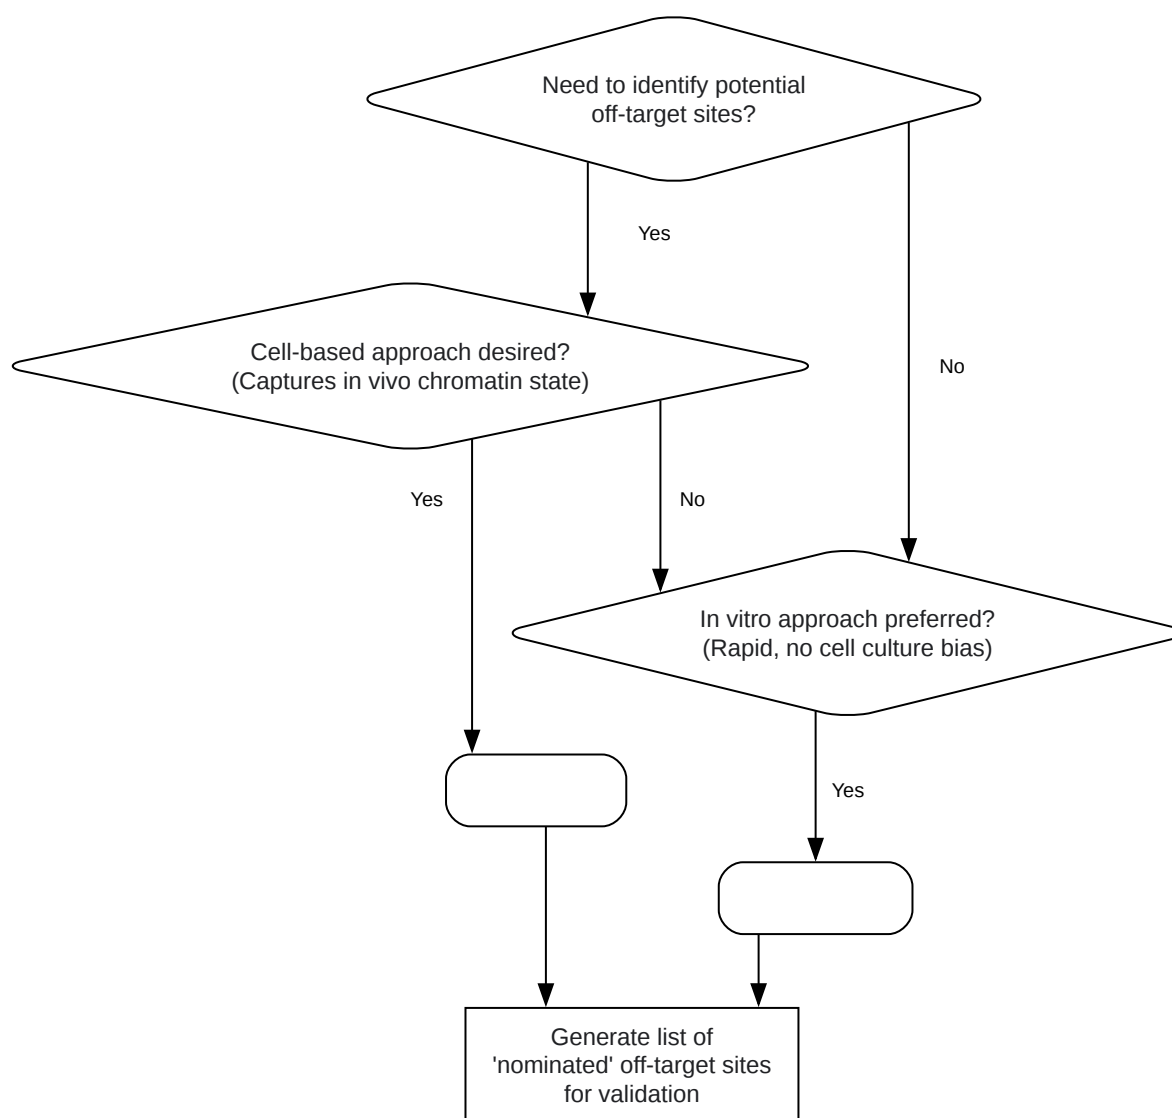 Need to identify potential
off-target sites?
Yes
Cell-based approach desired?
(Captures in vivo chromatin state)
No
Yes
No
In vitro approach preferred?
(Rapid, no cell culture bias)
Yes
Generate list of
'nominated' off-target sites
for validation